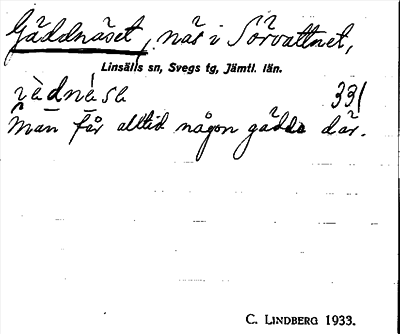 Gäddnäset, näs i Sörvattnet,
Linsälls sn, Svegs tg, Jämtl. län.
331
Man får alltid någon gädda där.
C. LINDBERG 1933.